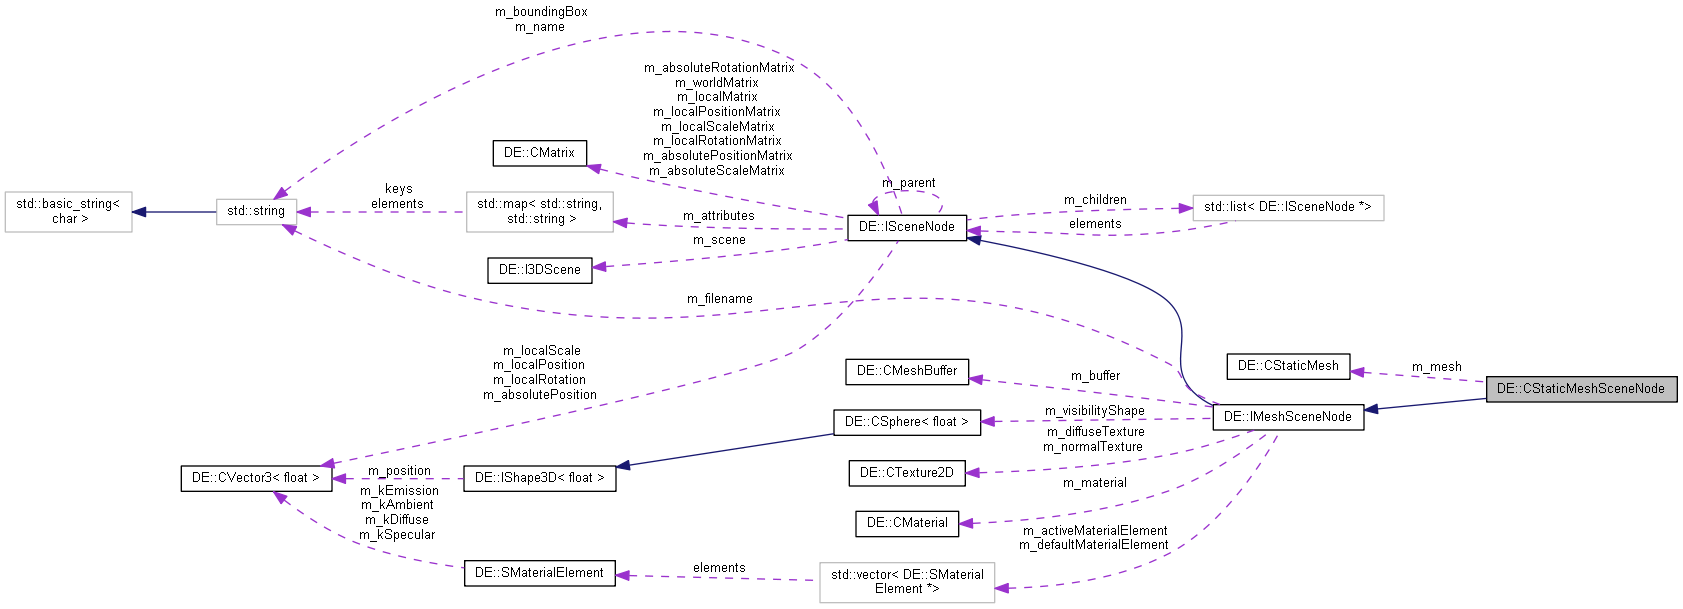 m_boundingBox
m_name
m_absoluteRotationMatrix
m_worldMatrix
m_localMatrix
m_localPositionMatrix
m_localScaleMatrix
m_localRotationMatrix
m_absolutePositionMatrix
m_absoluteScaleMatrix
DE::CMatrix
m_parent
keys
elements
std::basic_string<
char >
std::string
std::map< std::string,
std::string >
m_attributes
DE::ISceneNode
m_children
elements
std::list< DE::ISceneNode *>
m_scene
DE::I3DScene
m_filename
m_localScale
m_localPosition
m_localRotation
m_absolutePosition
DE::CMeshBuffer
m_buffer
DE::CStaticMesh
m_mesh
DE::CStaticMeshSceneNode
DE::CSphere< float >
m_visibilityShape
DE::IMeshSceneNode
m_diffuseTexture
m_normalTexture
DE::CTexture2D
m_material
DE::CMaterial
DE::CVector3< float >
m_position
DE::IShape3D< float >
m_kEmission
m_kAmbient
m_kDiffuse
m_kSpecular
m_activeMaterialElement
m_defaultMaterialElement
DE::SMaterialElement
elements
std::vector< DE::SMaterial
Element *>